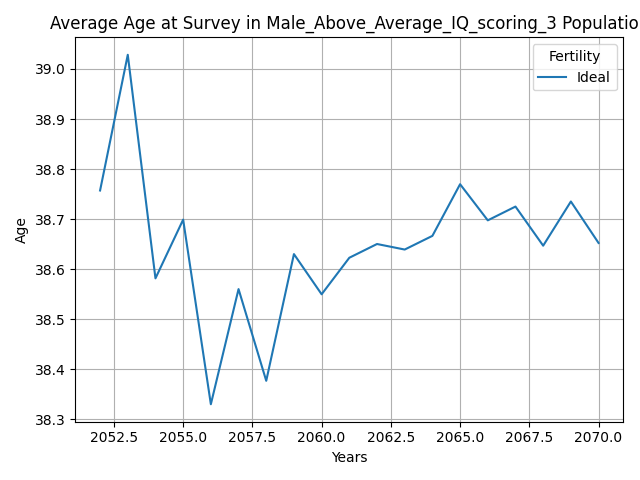 Average Age at Survey in Male_Above_Average_IQ_scoring_3 Populatio
Fertility
Ideal
39.0
38.9
38.8
38.7
38.6
38.5
38.4
38.3
Age
2052.5 2055.0 2057.5 2060.0 2062.5 2065.0 2067.5 2070.0
Years